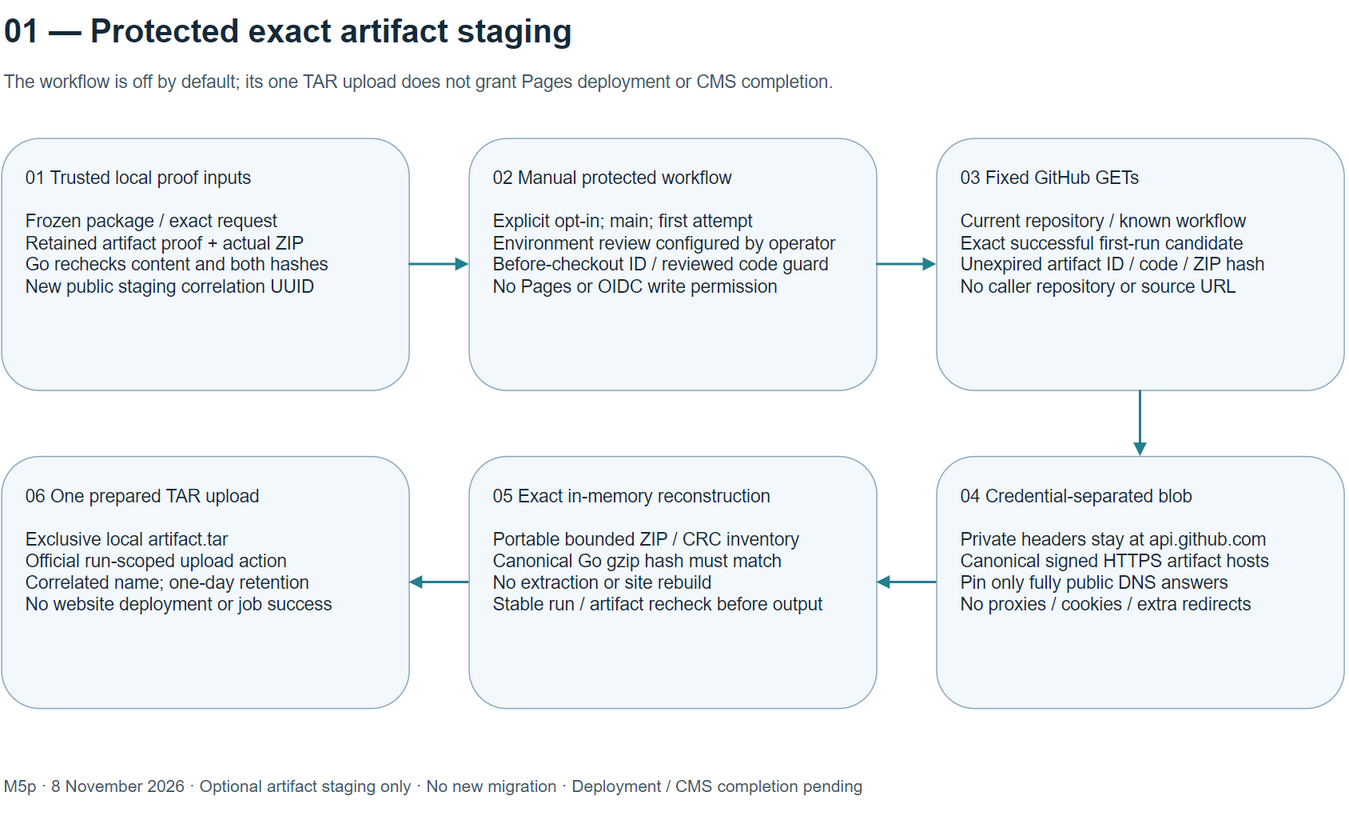 01 — Protected exact artifact staging
The workflow is off by default; its one TAR upload does not grant Pages deployment or CMS completion.
01 Trusted local proof inputs
Frozen package / exact request
Retained artifact proof + actual ZIP
Go rechecks content and both hashes
New public staging correlation UUID
02 Manual protected workflow
Explicit opt-in; main; first attempt
Environment review configured by operator
Before-checkout ID / reviewed code guard
No Pages or OIDC write permission
03 Fixed GitHub GETs
Current repository / known workflow
Exact successful first-run candidate
Unexpired artifact ID / code / ZIP hash
No caller repository or source URL
04 Credential-separated blob
Private headers stay at api.github.com
Canonical signed HTTPS artifact hosts
Pin only fully public DNS answers
No proxies / cookies / extra redirects
05 Exact in-memory reconstruction
Portable bounded ZIP / CRC inventory
Canonical Go gzip hash must match
No extraction or site rebuild
Stable run / artifact recheck before output
06 One prepared TAR upload
Exclusive local artifact.tar
Official run-scoped upload action
Correlated name; one-day retention
No website deployment or job success
M5p · 8 November 2026 · Optional artifact staging only · No new migration · Deployment / CMS completion pending